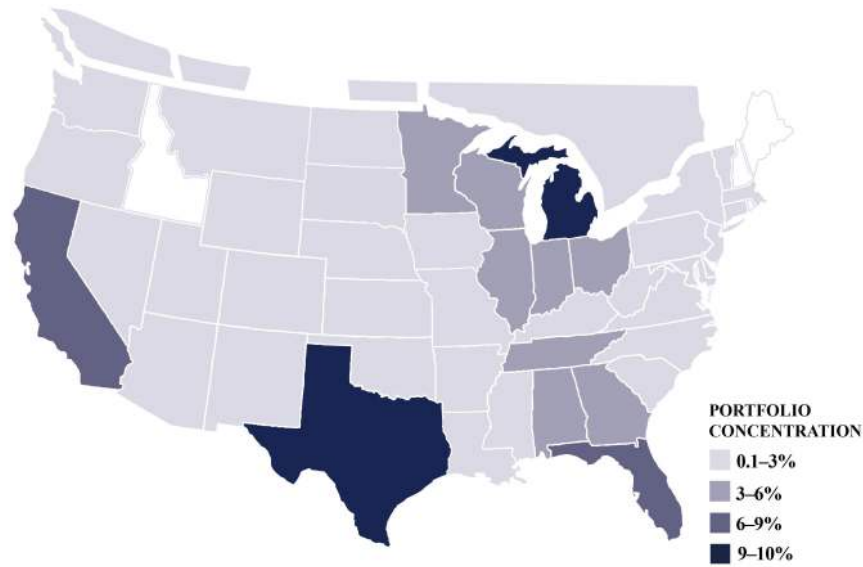 PORTFOLIO
CONCENTRATION
0.1–3%
3–6%
6–9%
9–10%